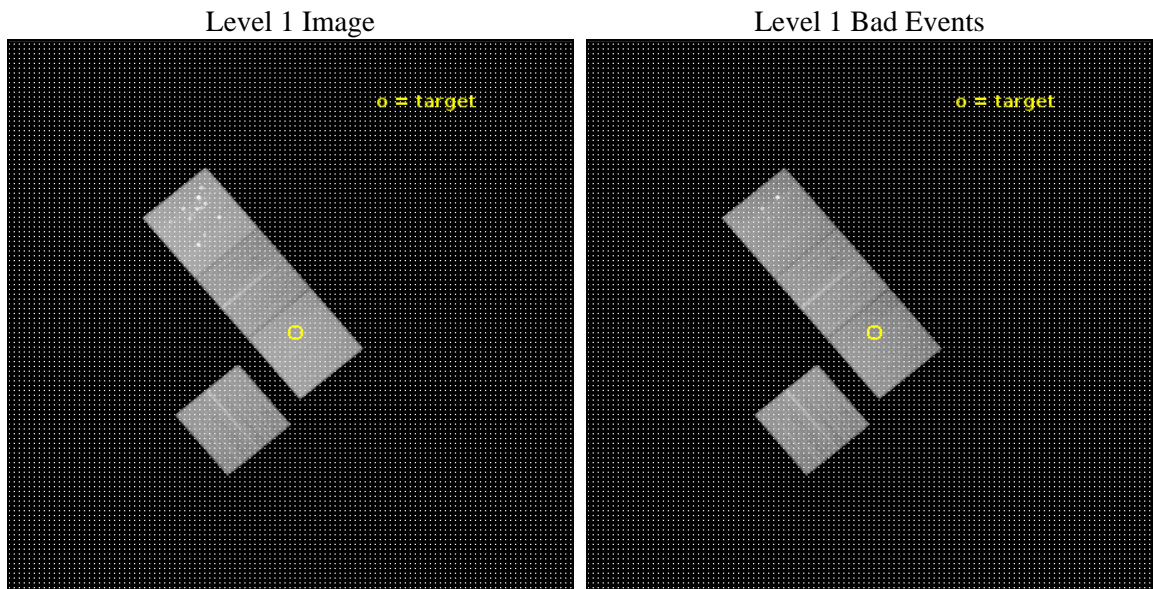 Level 1 Image
Level 1 Bad Events
o = target
o = target